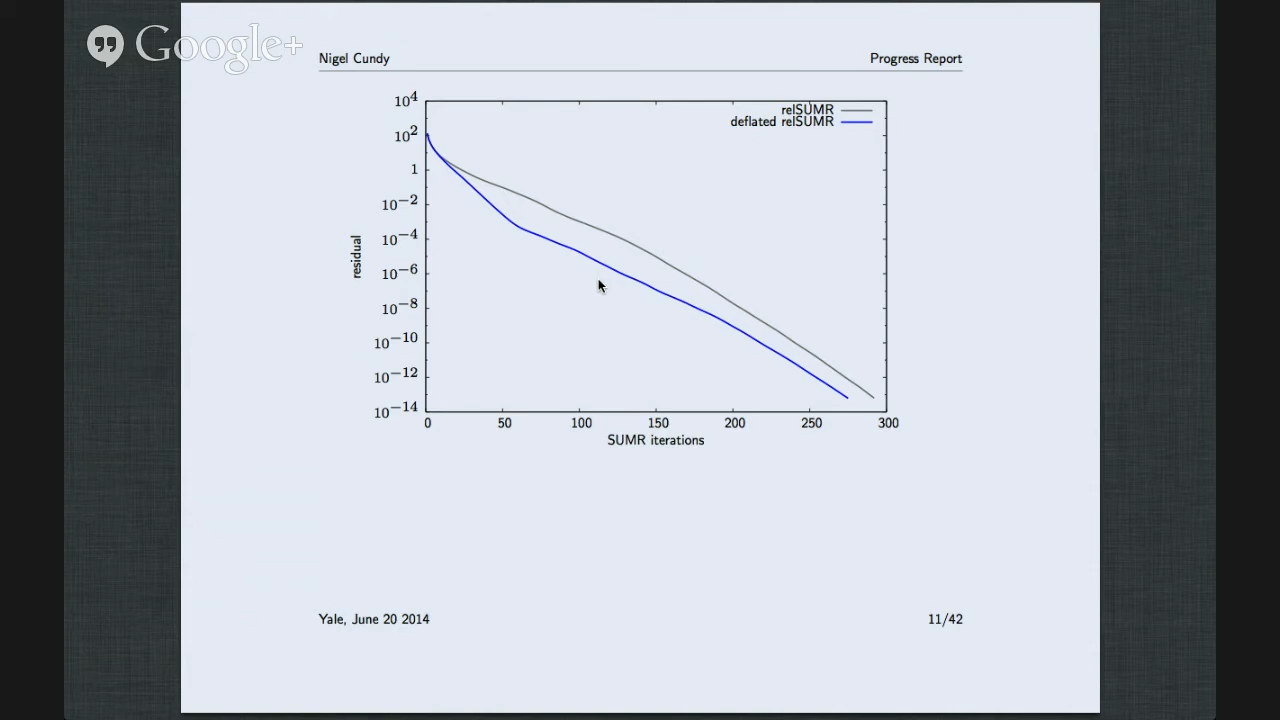 Google+
Nigel Cundy Progress Report
10^4
10^2
1
10^−2
10^−4
10^−6
10^−8
10^−10
10^−12
10^−14
residual
relSUMR
deflated relSUMR
0 50 100 150 200 250 300
SUMR iterations
Yale, June 20 2014 11/42